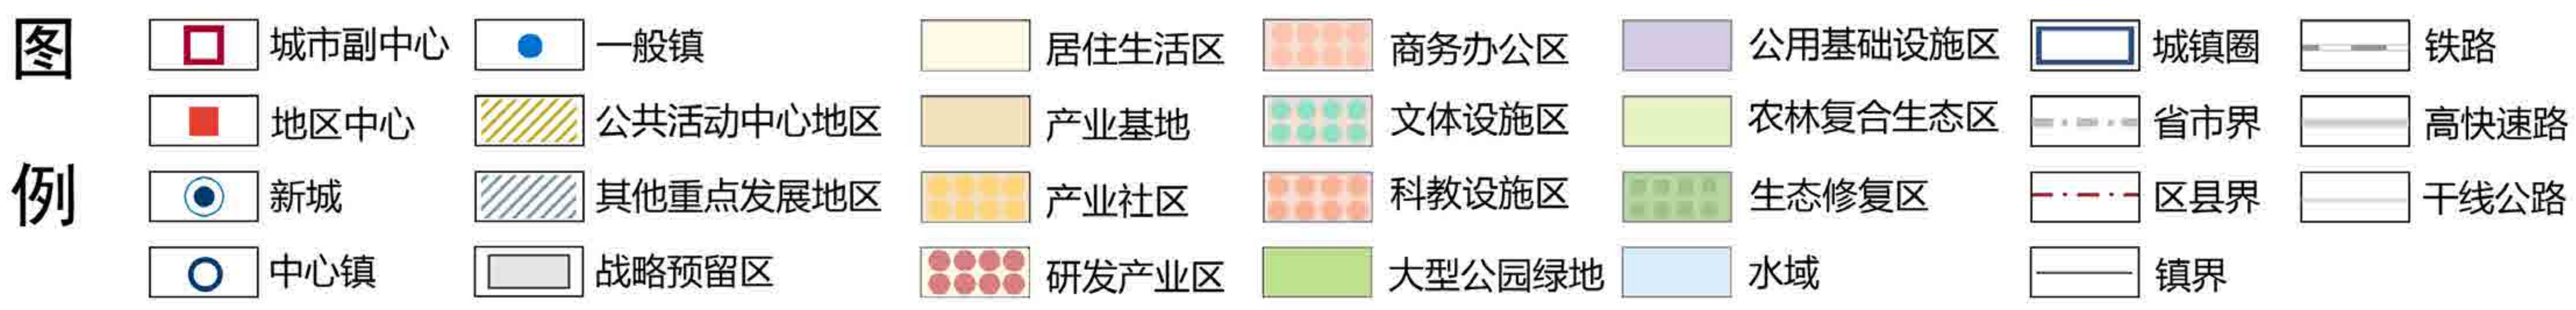 图例
城市副中心
地区中心
新城
中心镇
一般镇
公共活动中心地区
其他重点发展地区
战略预留区
居住生活区
产业基地
产业社区
研发产业区
商务办公区
文体设施区
科教设施区
大型公园绿地
公用基础设施区
农林复合生态区
生态修复区
水域
城镇圈
省市界
区县界
镇界
铁路
高快速路
干线公路